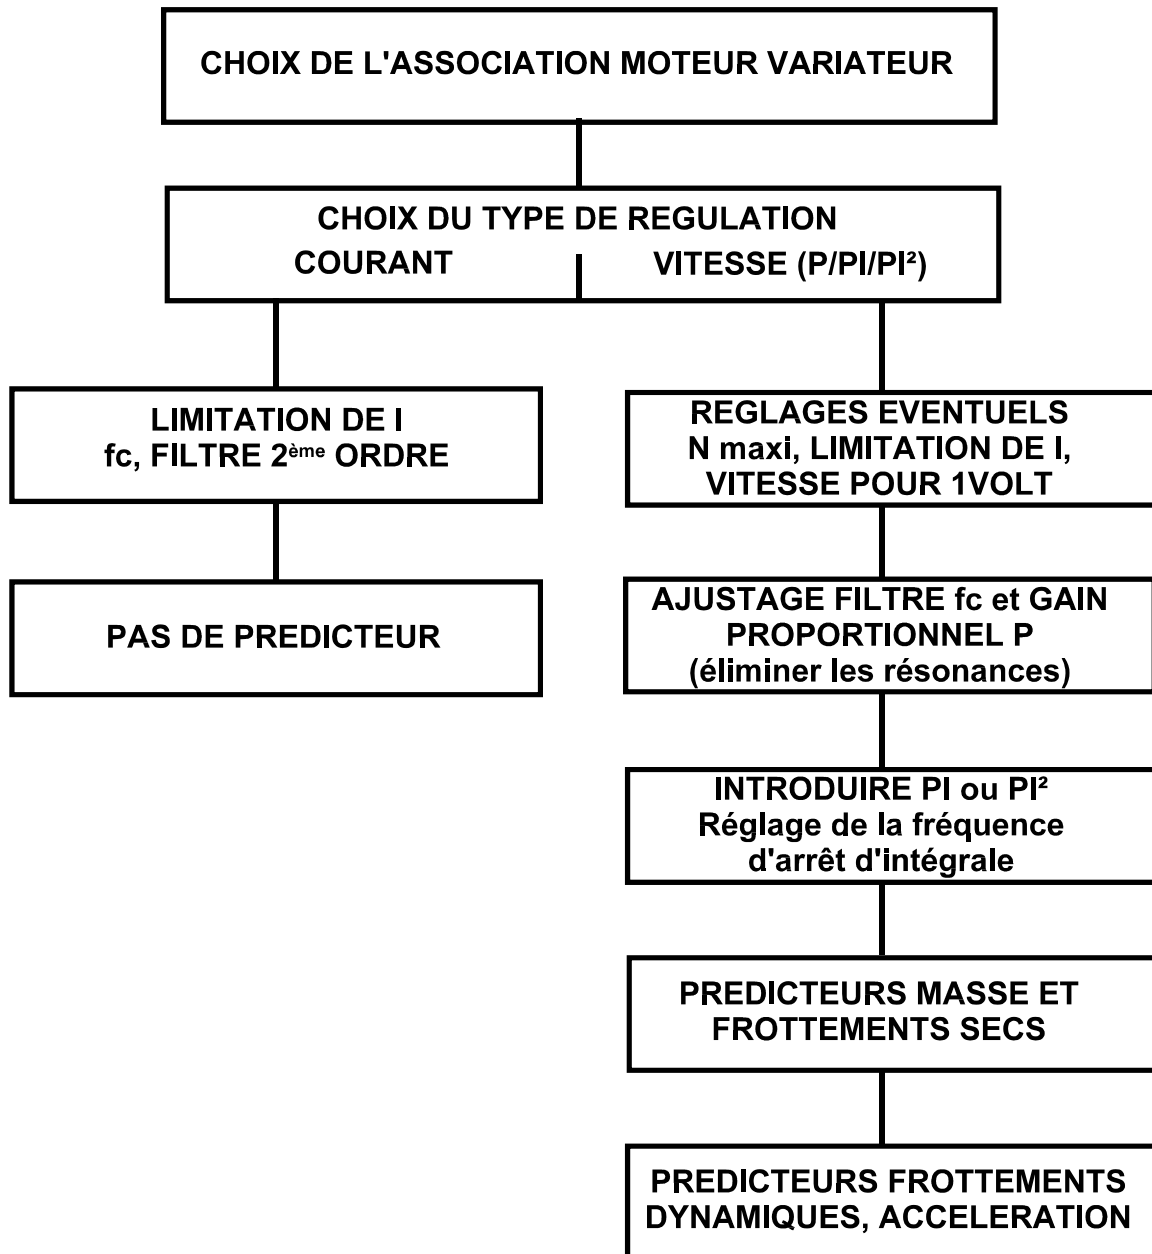 CHOIX DE L'ASSOCIATION MOTEUR VARIATEUR
CHOIX DU TYPE DE REGULATION
COURANT VITESSE (P/PI/PI²)
LIMITATION DE I
fc, FILTRE 2ème ORDRE
PAS DE PREDICTEUR
REGLAGES EVENTUELS
N maxi, LIMITATION DE I,
VITESSE POUR 1VOLT
AJUSTAGE FILTRE fc et GAIN
PROPORTIONNEL P
(éliminer les résonances)
INTRODUIRE PI ou PI²
Réglage de la fréquence
d'arrêt d'intégrale
PREDICTEURS MASSE ET
FROTTEMENTS SECS
PREDICTEURS FROTTEMENTS
DYNAMIQUES, ACCELERATION